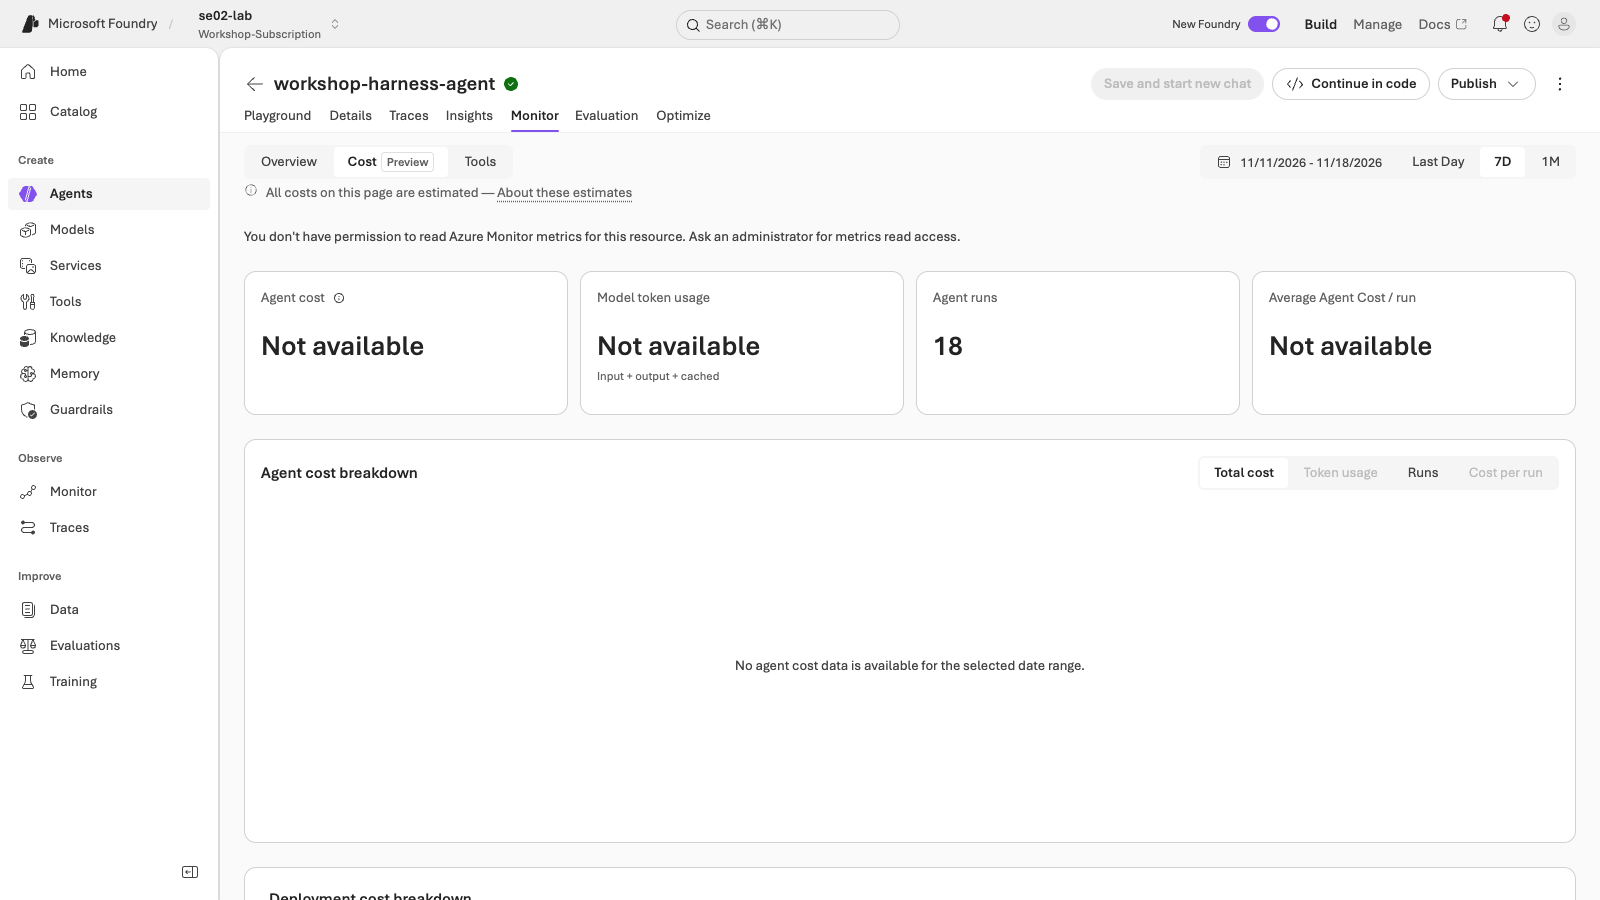 Microsoft Foundry /
se02-lab
Workshop-Subscription
Search (⌘K)
New Foundry
Build
Manage
Docs
Home
Catalog
Create
Agents
Models
Services
Tools
Knowledge
Memory
Guardrails
Observe
Monitor
Traces
Improve
Data
Evaluations
Training
workshop-harness-agent
Save and start new chat
Continue in code
Publish
Playground Details Traces Insights Monitor Evaluation Optimize
Overview Cost Preview Tools
11/11/2026 - 11/18/2026 Last Day 7D 1M
All costs on this page are estimated — About these estimates
You don't have permission to read Azure Monitor metrics for this resource. Ask an administrator for metrics read access.
Agent cost
Not available
Model token usage
Not available
Input + output + cached
Agent runs
18
Average Agent Cost / run
Not available
Agent cost breakdown
Total cost Token usage Runs Cost per run
No agent cost data is available for the selected date range.
Deployment cost breakdown